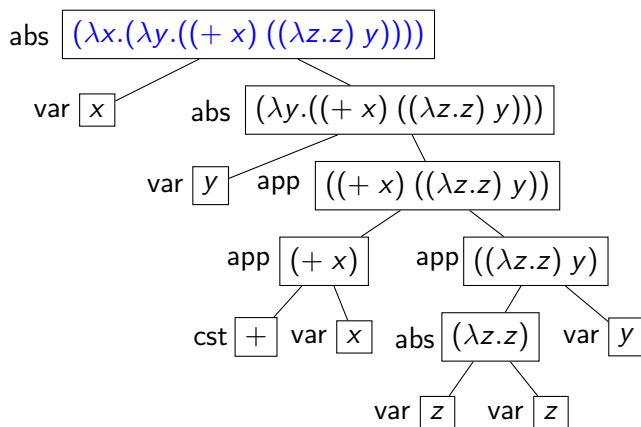 abs (λx.(λy.((+ x) ((λz.z) y))))
var x abs (λy.((+ x) ((λz.z) y)))
var y app ((+ x) ((λz.z) y))
app (+ x) app ((λz.z) y)
cst + var x abs (λz.z) var y
var z var z